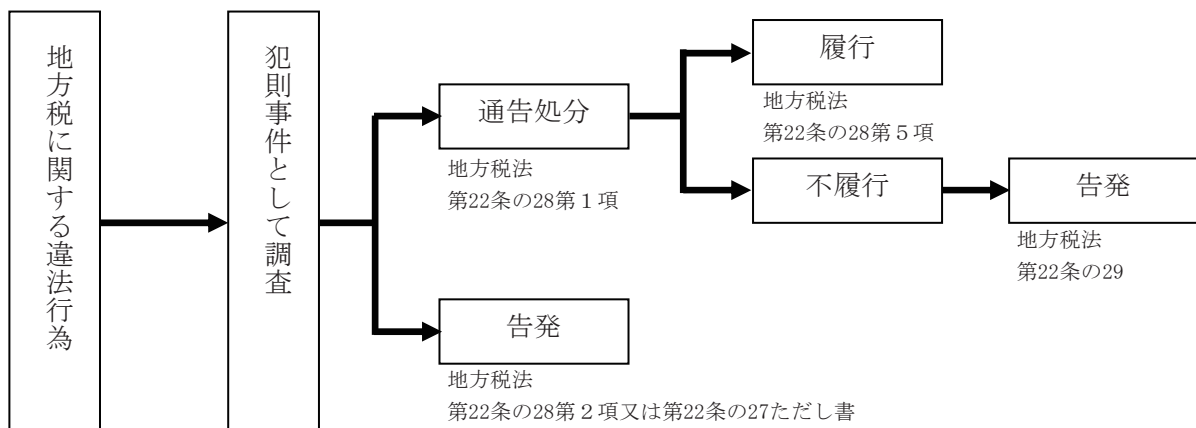 地方税に関する違法行為
犯則事件として調査
通告処分
地方税法
第22条の28第１項
履行
地方税法
第22条の28第５項
不履行
告発
地方税法
第22条の29
告発
地方税法
第22条の28第２項又は第22条の27ただし書